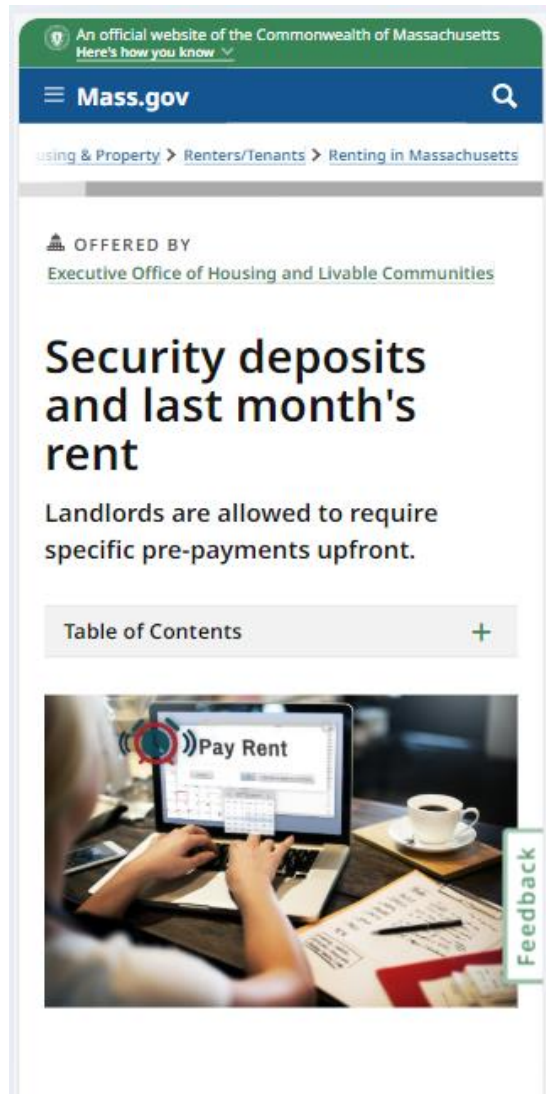 An official website of the Commonwealth of Massachusetts
Here's how you know
Mass.gov
using & Property > Renters/Tenants > Renting in Massachusetts
OFFERED BY
Executive Office of Housing and Livable Communities
Security deposits
and last month's
rent
Landlords are allowed to require
specific pre-payments upfront.
Table of Contents +
Pay Rent
Feedback